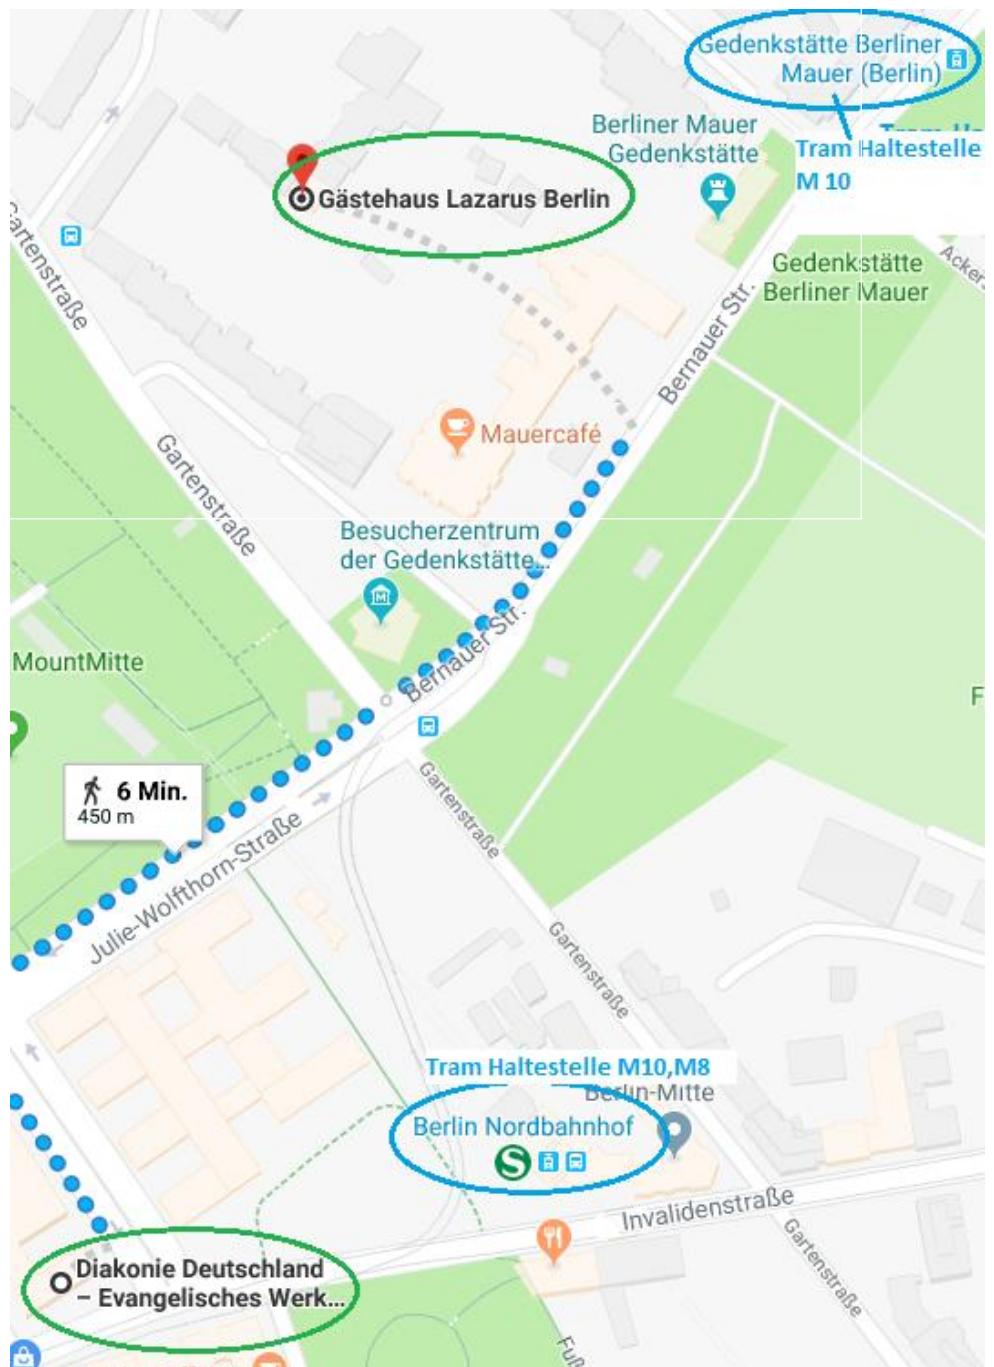 Gedenkstätte Berliner
Mauer (Berlin)
Berliner Mauer
Gedenkstätte
Tram Haltestelle
M 10
Gästehaus Lazarus Berlin
Gartenstraße
Gedenkstätte
Berliner Mauer
Bernauer Str.
Mauercafé
Gartenstraße
Besucherzentrum
der Gedenkstätte...
Bernauer Str.
MountMitte
6 Min.
450 m
Gartenstraße
Julie-Wolfthorn-Straße
Gartenstraße
Tram Haltestelle M10,M8
Berlin-Mitte
Berlin Nordbahnhof
S
Invalidenstraße
Gartenstraße
Diakonie Deutschland
– Evangelisches Werk...